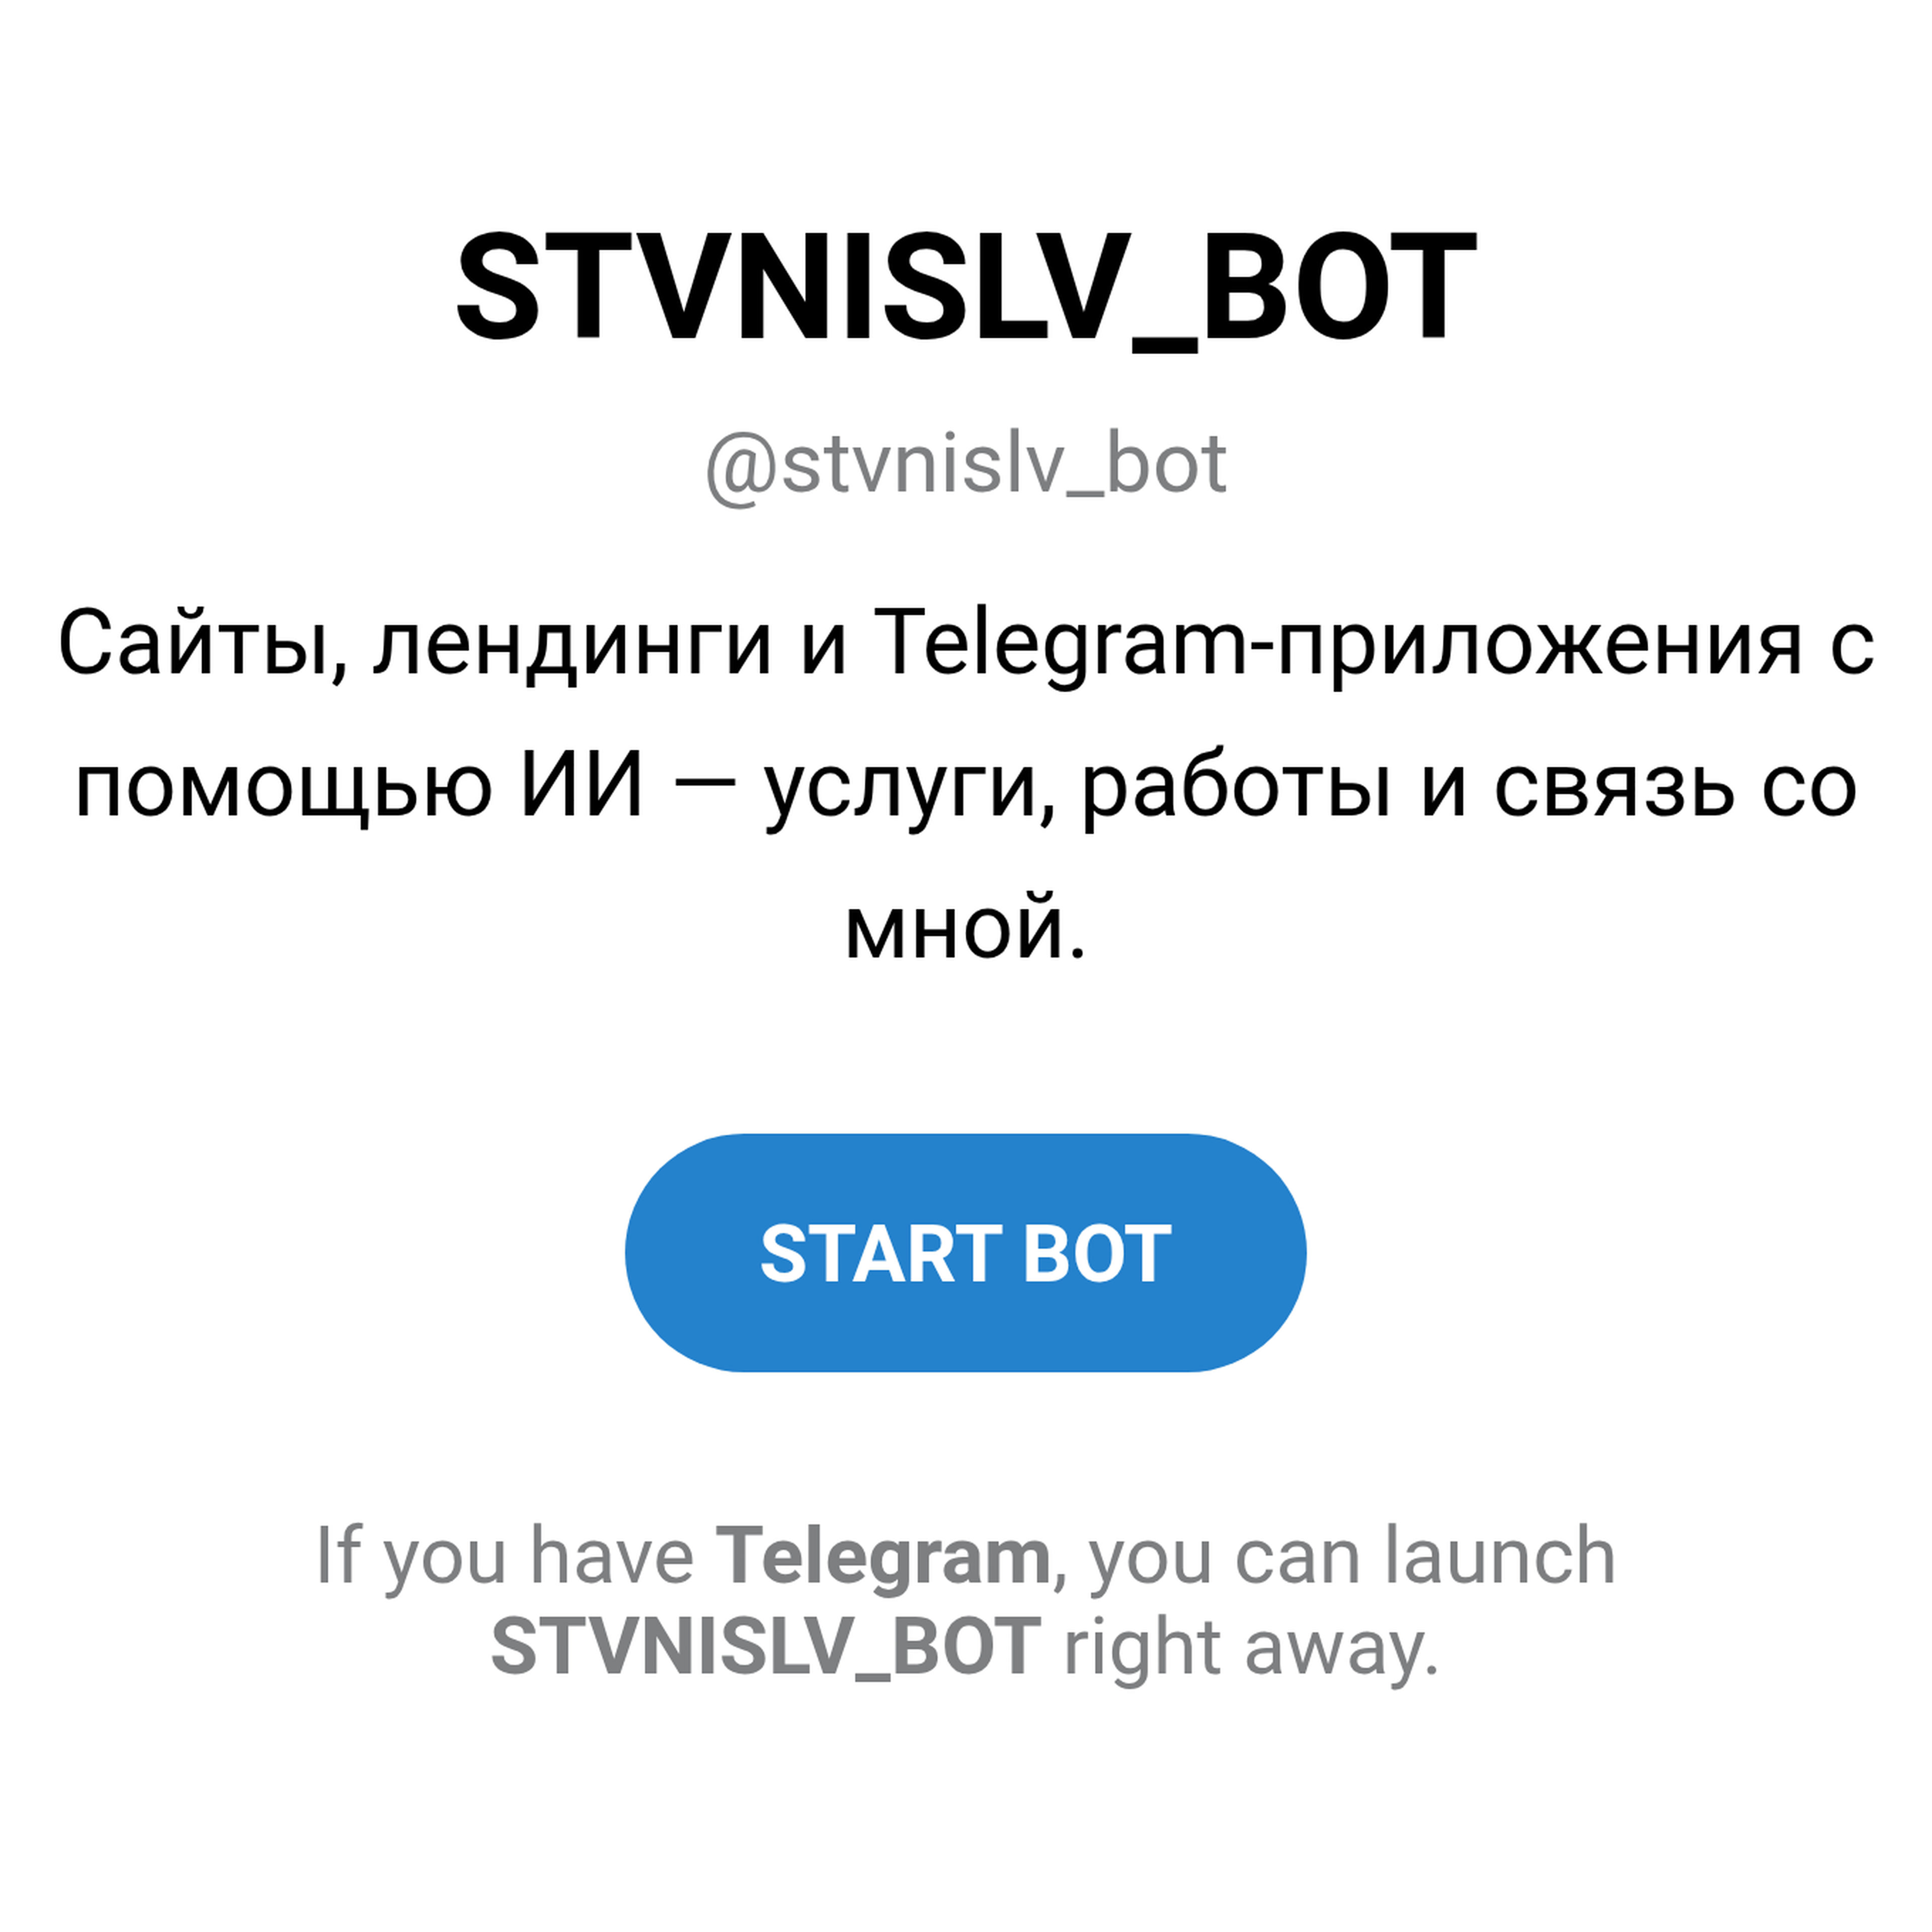 STVNISLV_BOT
@stvnislv_bot
Сайты, лендинги и Telegram-приложения с
помощью ИИ — услуги, работы и связь со
мной.
START BOT
If you have Telegram, you can launch
STVNISLV_BOT right away.